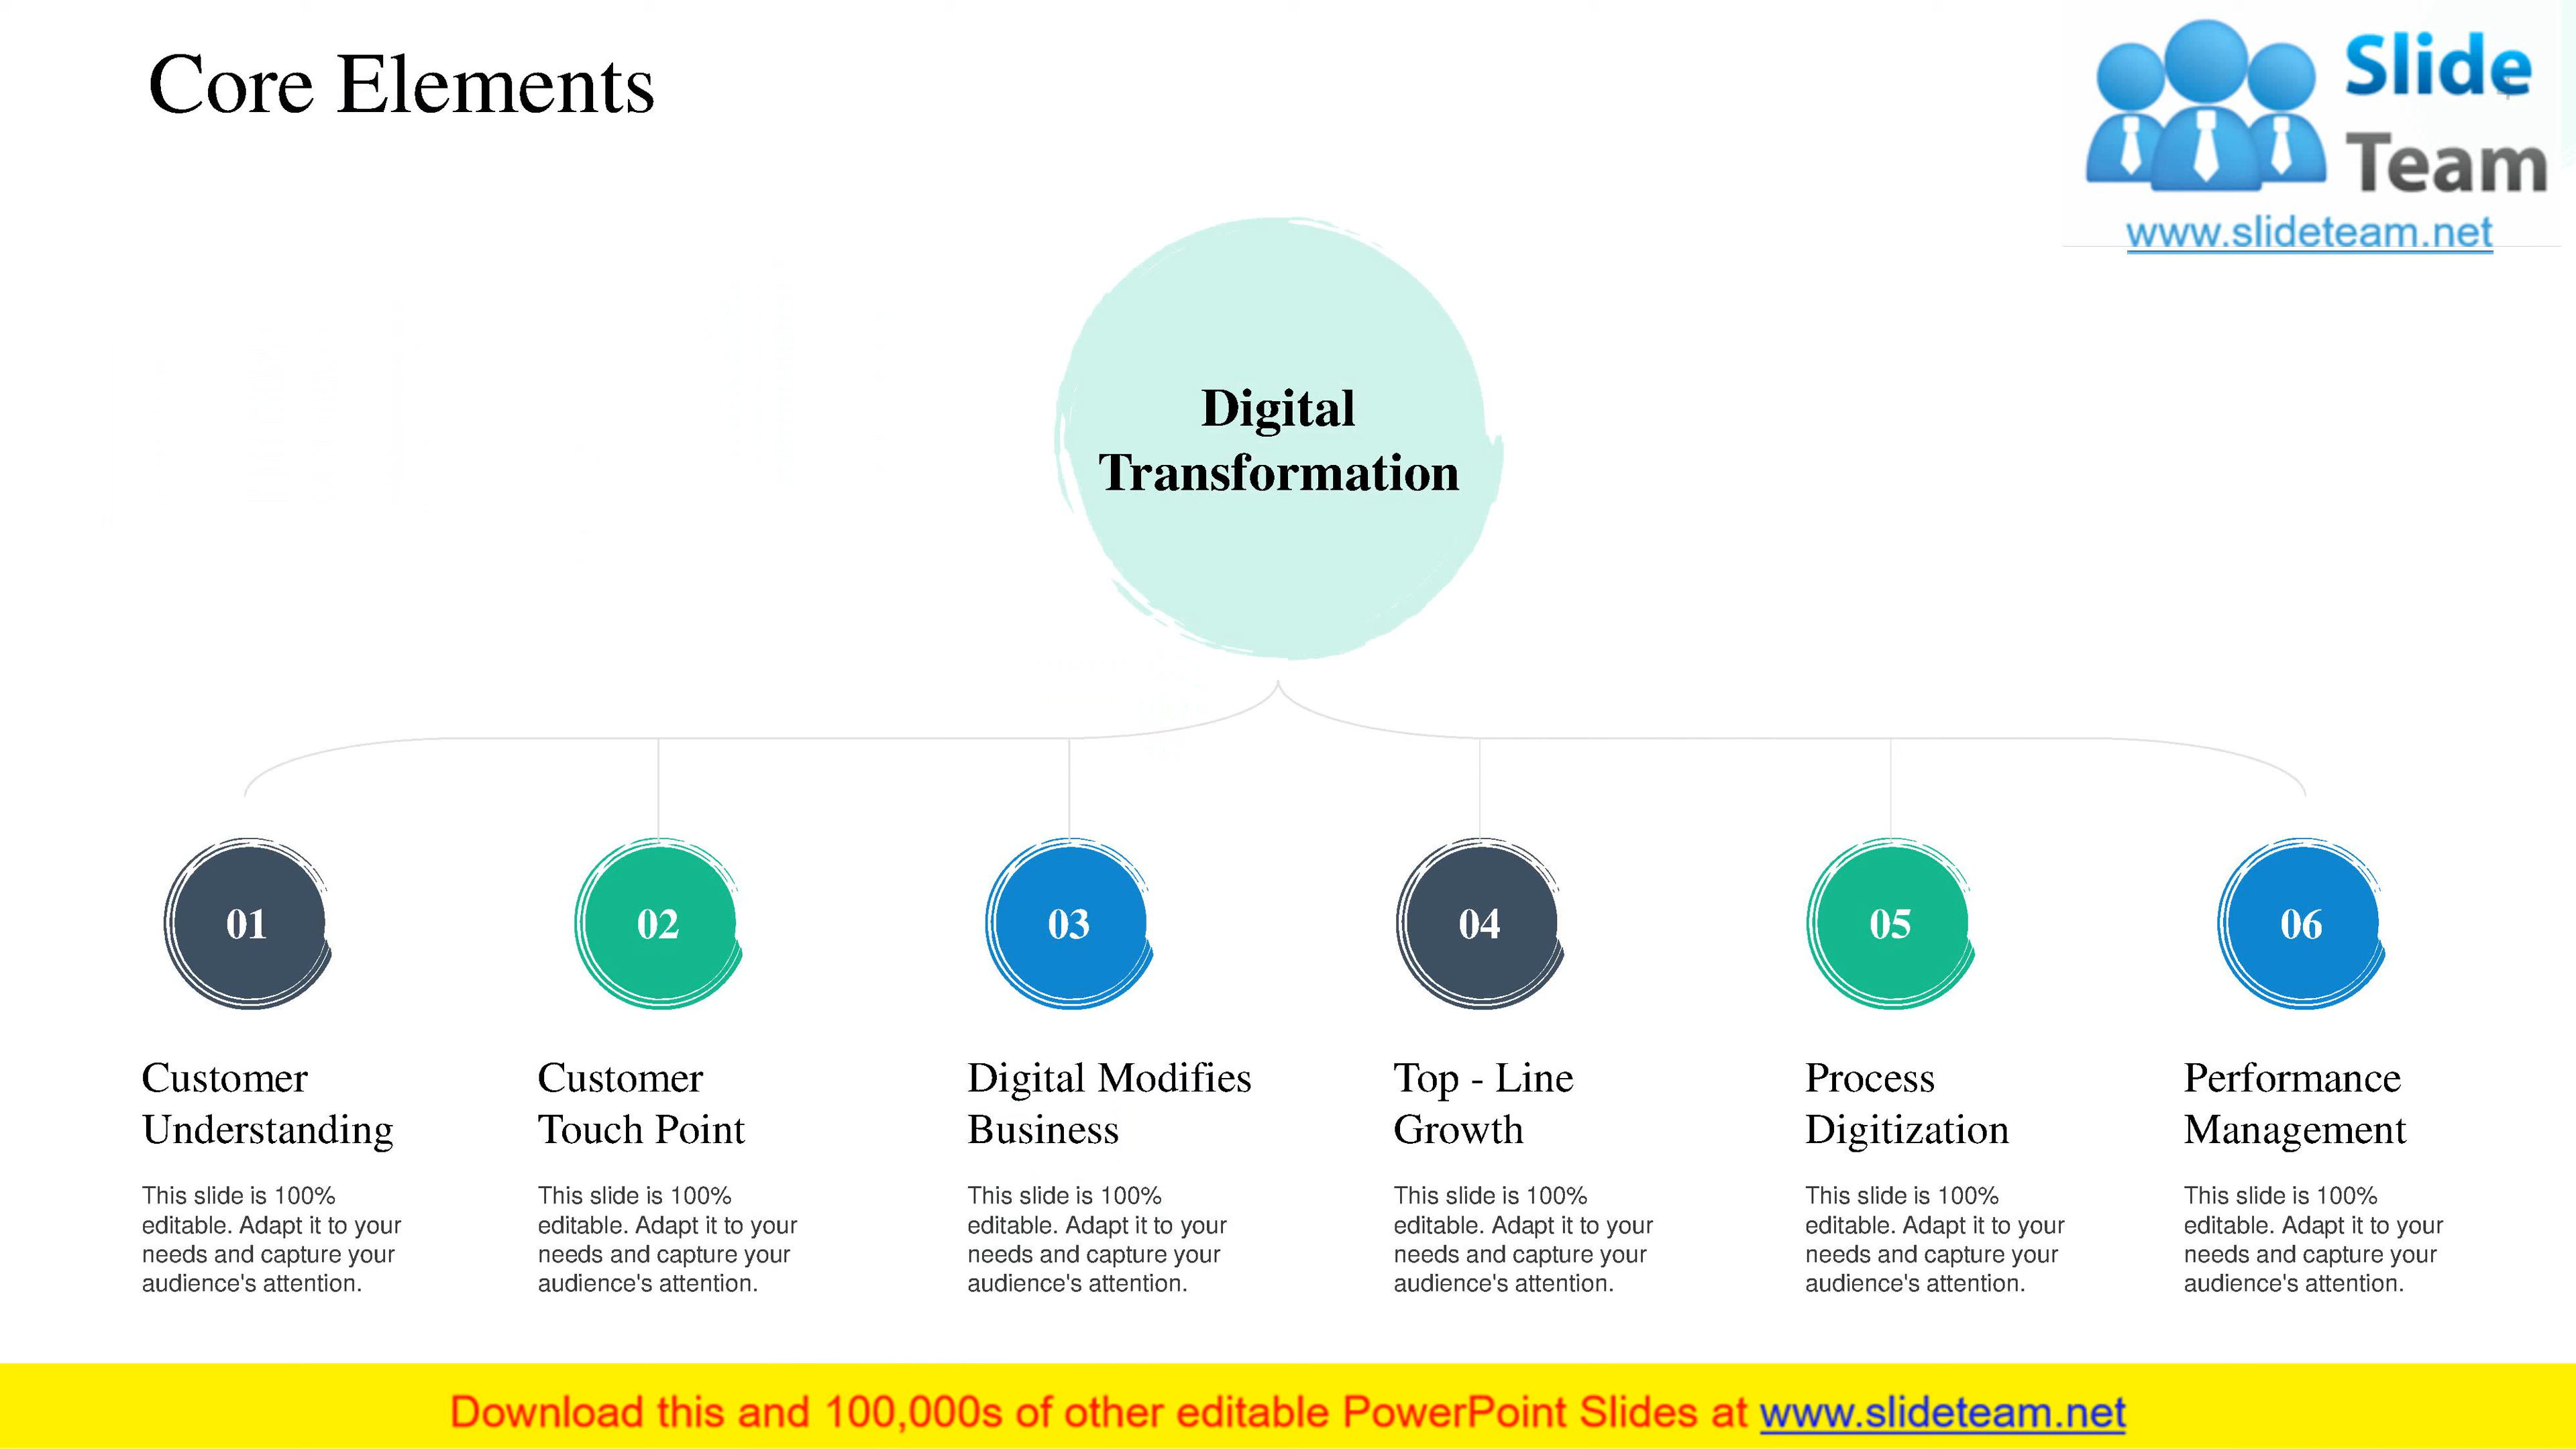 Core Elements
Slide
Team
www.slideteam.net
Digital
Transformation
01
02
03
04
05
06
Customer
Understanding
This slide is 100%
editable. Adapt it to your
needs and capture your
audience's attention.
Customer
Touch Point
This slide is 100%
editable. Adapt it to your
needs and capture your
audience's attention.
Digital Modifies
Business
This slide is 100%
editable. Adapt it to your
needs and capture your
audience's attention.
Top - Line
Growth
This slide is 100%
editable. Adapt it to your
needs and capture your
audience's attention.
Process
Digitization
This slide is 100%
editable. Adapt it to your
needs and capture your
audience's attention.
Performance
Management
This slide is 100%
editable. Adapt it to your
needs and capture your
audience's attention.
Download this and 100,000s of other editable PowerPoint Slides at www.slideteam.net